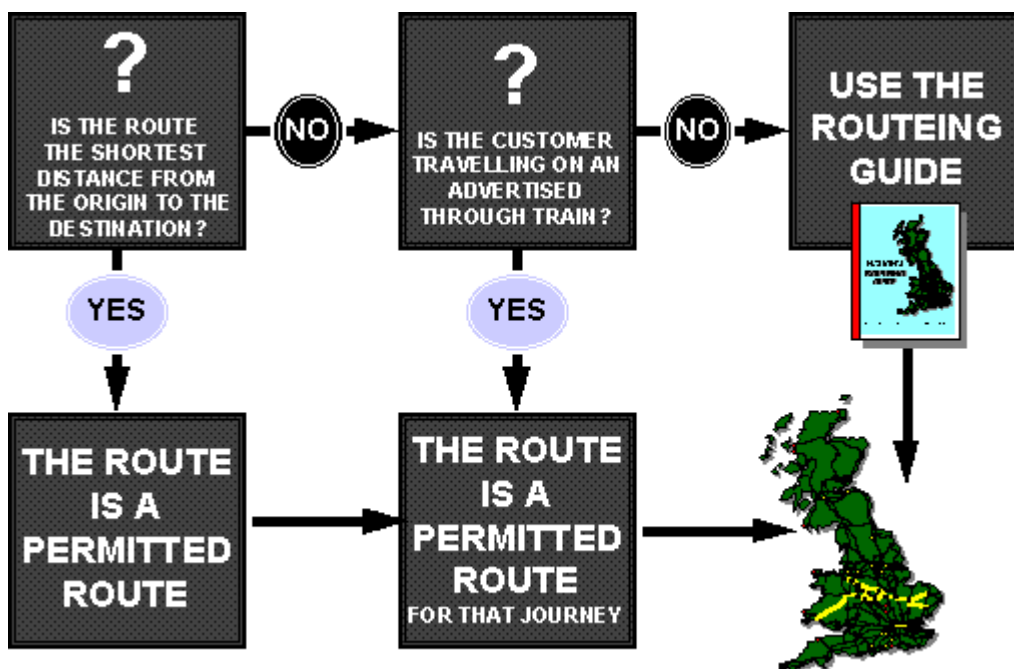 ?
IS THE ROUTE
THE SHORTEST
DISTANCE FROM
THE ORIGIN TO THE
DESTINATION?
NO
?
IS THE CUSTOMER
TRAVELLING ON AN
ADVERTISED
THROUGH TRAIN?
NO
USE THE
ROUTEING
GUIDE
YES
YES
THE ROUTE
IS A
PERMITTED
ROUTE
THE ROUTE
IS A
PERMITTED
ROUTE
FOR THAT JOURNEY